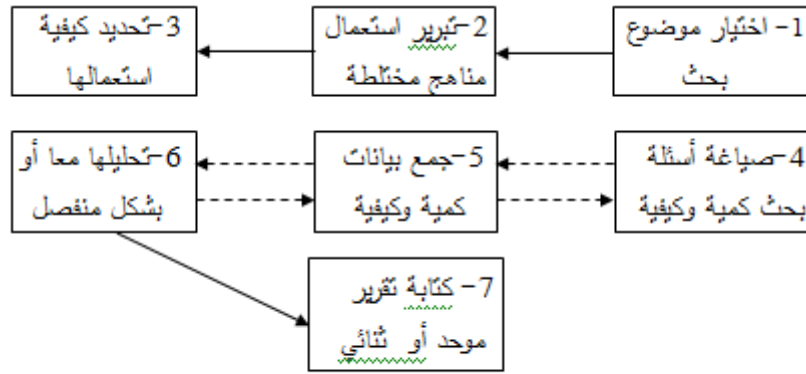 1- اختيار موضوع
بحث
2-تبرير استعمال
مناهج مختلطة
3-تحديد كيفية
استعمالها
4-صياغة أسئلة
بحث كمية وكيفية
5-جمع بيانات
كمية وكيفية
6-تحليلها معا أو
بشكل منفصل
7- كتابة تقرير
موحد أو ثنائي